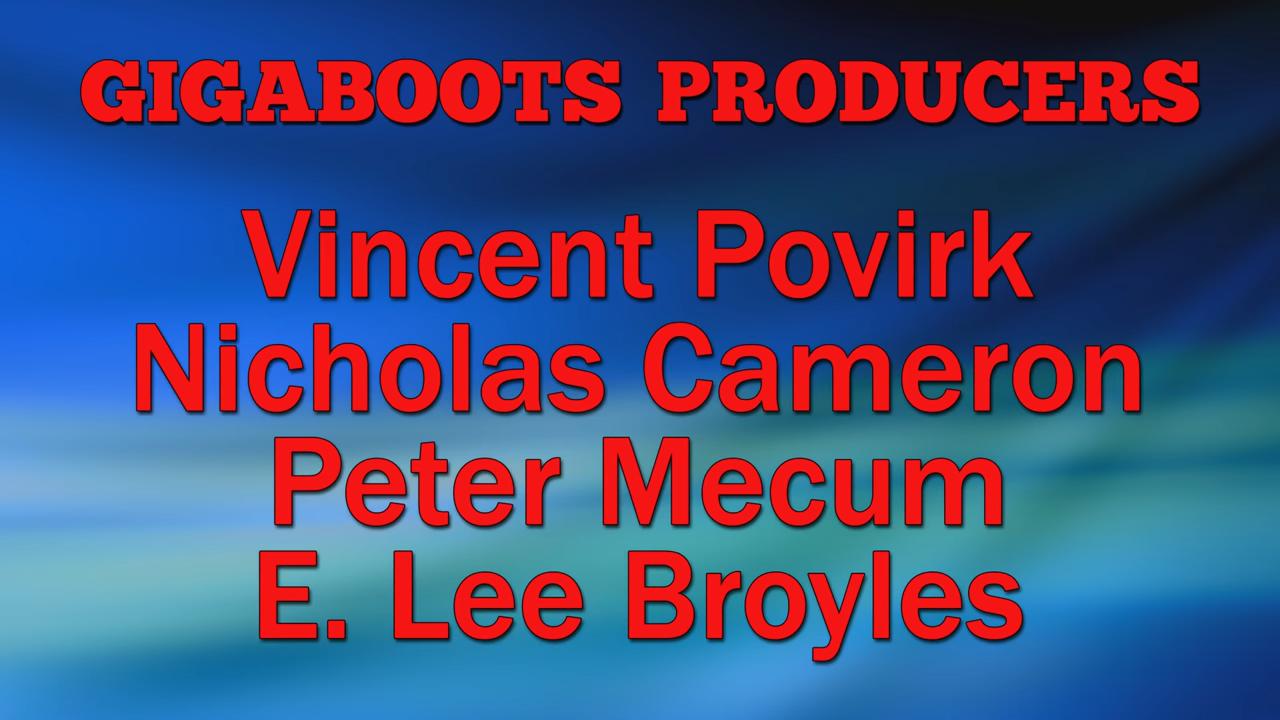 GIGABOOTS PRODUCERS
Vincent Povirk
Nicholas Cameron
Peter Mecum
E. Lee Broyles